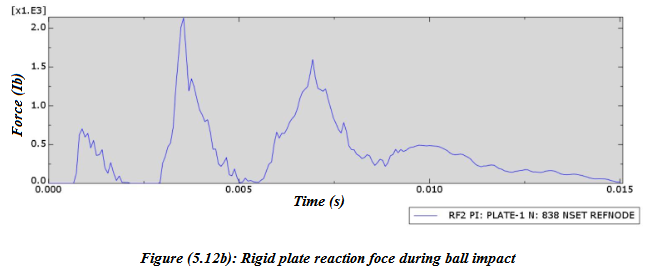 [x1.E3]
2.0
1.5
1.0
0.5
0.0
Force (Ib)
0.000 0.005 0.010 0.015
Time (s)
RF2 PI: PLATE-1 N: 838 NSET REFNODE
Figure (5.12b): Rigid plate reaction foce during ball impact